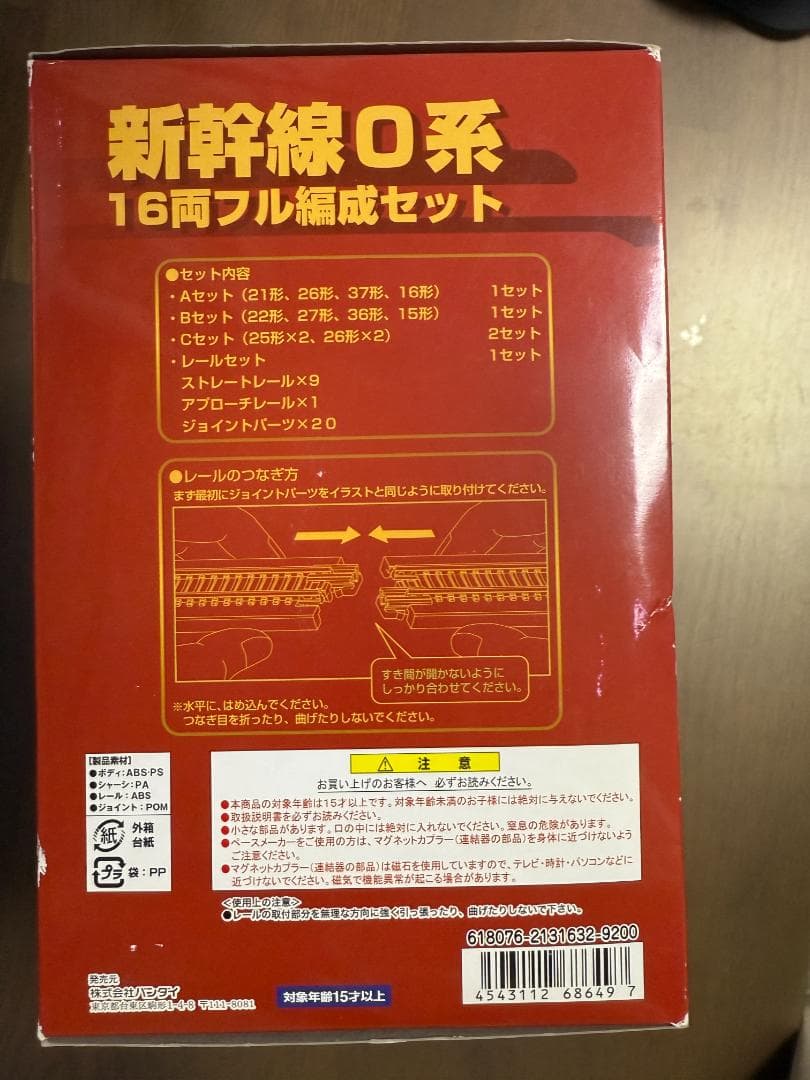 新幹線0系
16両フル編成セット
●セット内容
・Aセット（21形、26形、37形、16形） 1セット
・Bセット（22形、27形、36形、15形） 1セット
・Cセット（25形×2、26形×2） 2セット
・レールセット 1セット
ストレートレール×9
アプローチレール×1
ジョイントパーツ×20
●レールのつなぎ方
まず最初にジョイントパーツをイラストと同じように取り付けてください。
すき間が開かないように
しっかり合わせてください。
※水平に、はめ込んでください。
つなぎ目を折ったり、曲げたりしないでください。
【製品素材】
●ボディ：ABS・PS
●シャーシ：PA
●レール：ABS
●ジョイント：POM
紙 外箱
台紙
プラ 袋：PP
⚠ 注意
お買い上げのお客様へ 必ずお読みください。
●本商品の対象年齢は15才以上です。対象年齢未満のお子様には絶対に与えないでください。
●取扱説明書を必ずお読みください。
●小さな部品があります。口の中には絶対に入れないでください。窒息の危険があります。
●ペースメーカーをご使用の方は、マグネットカプラー（連結器の部品）を身体に近づけないよう
ご注意ください。
●マグネットカプラー（連結器の部品）は磁石を使用していますので、テレビ・時計・パソコンなどに
近づけないでください。磁気で機能異常が起こる場合があります。
＜使用上の注意＞
●レールの取付部分を無理な方向に強く引っ張ったり、曲げたりしないで下さい。
618076-2131632-9200
4543112 686497
発売元
株式会社バンダイ
東京都台東区駒形1-4-8 〒111-8081
対象年齢15才以上